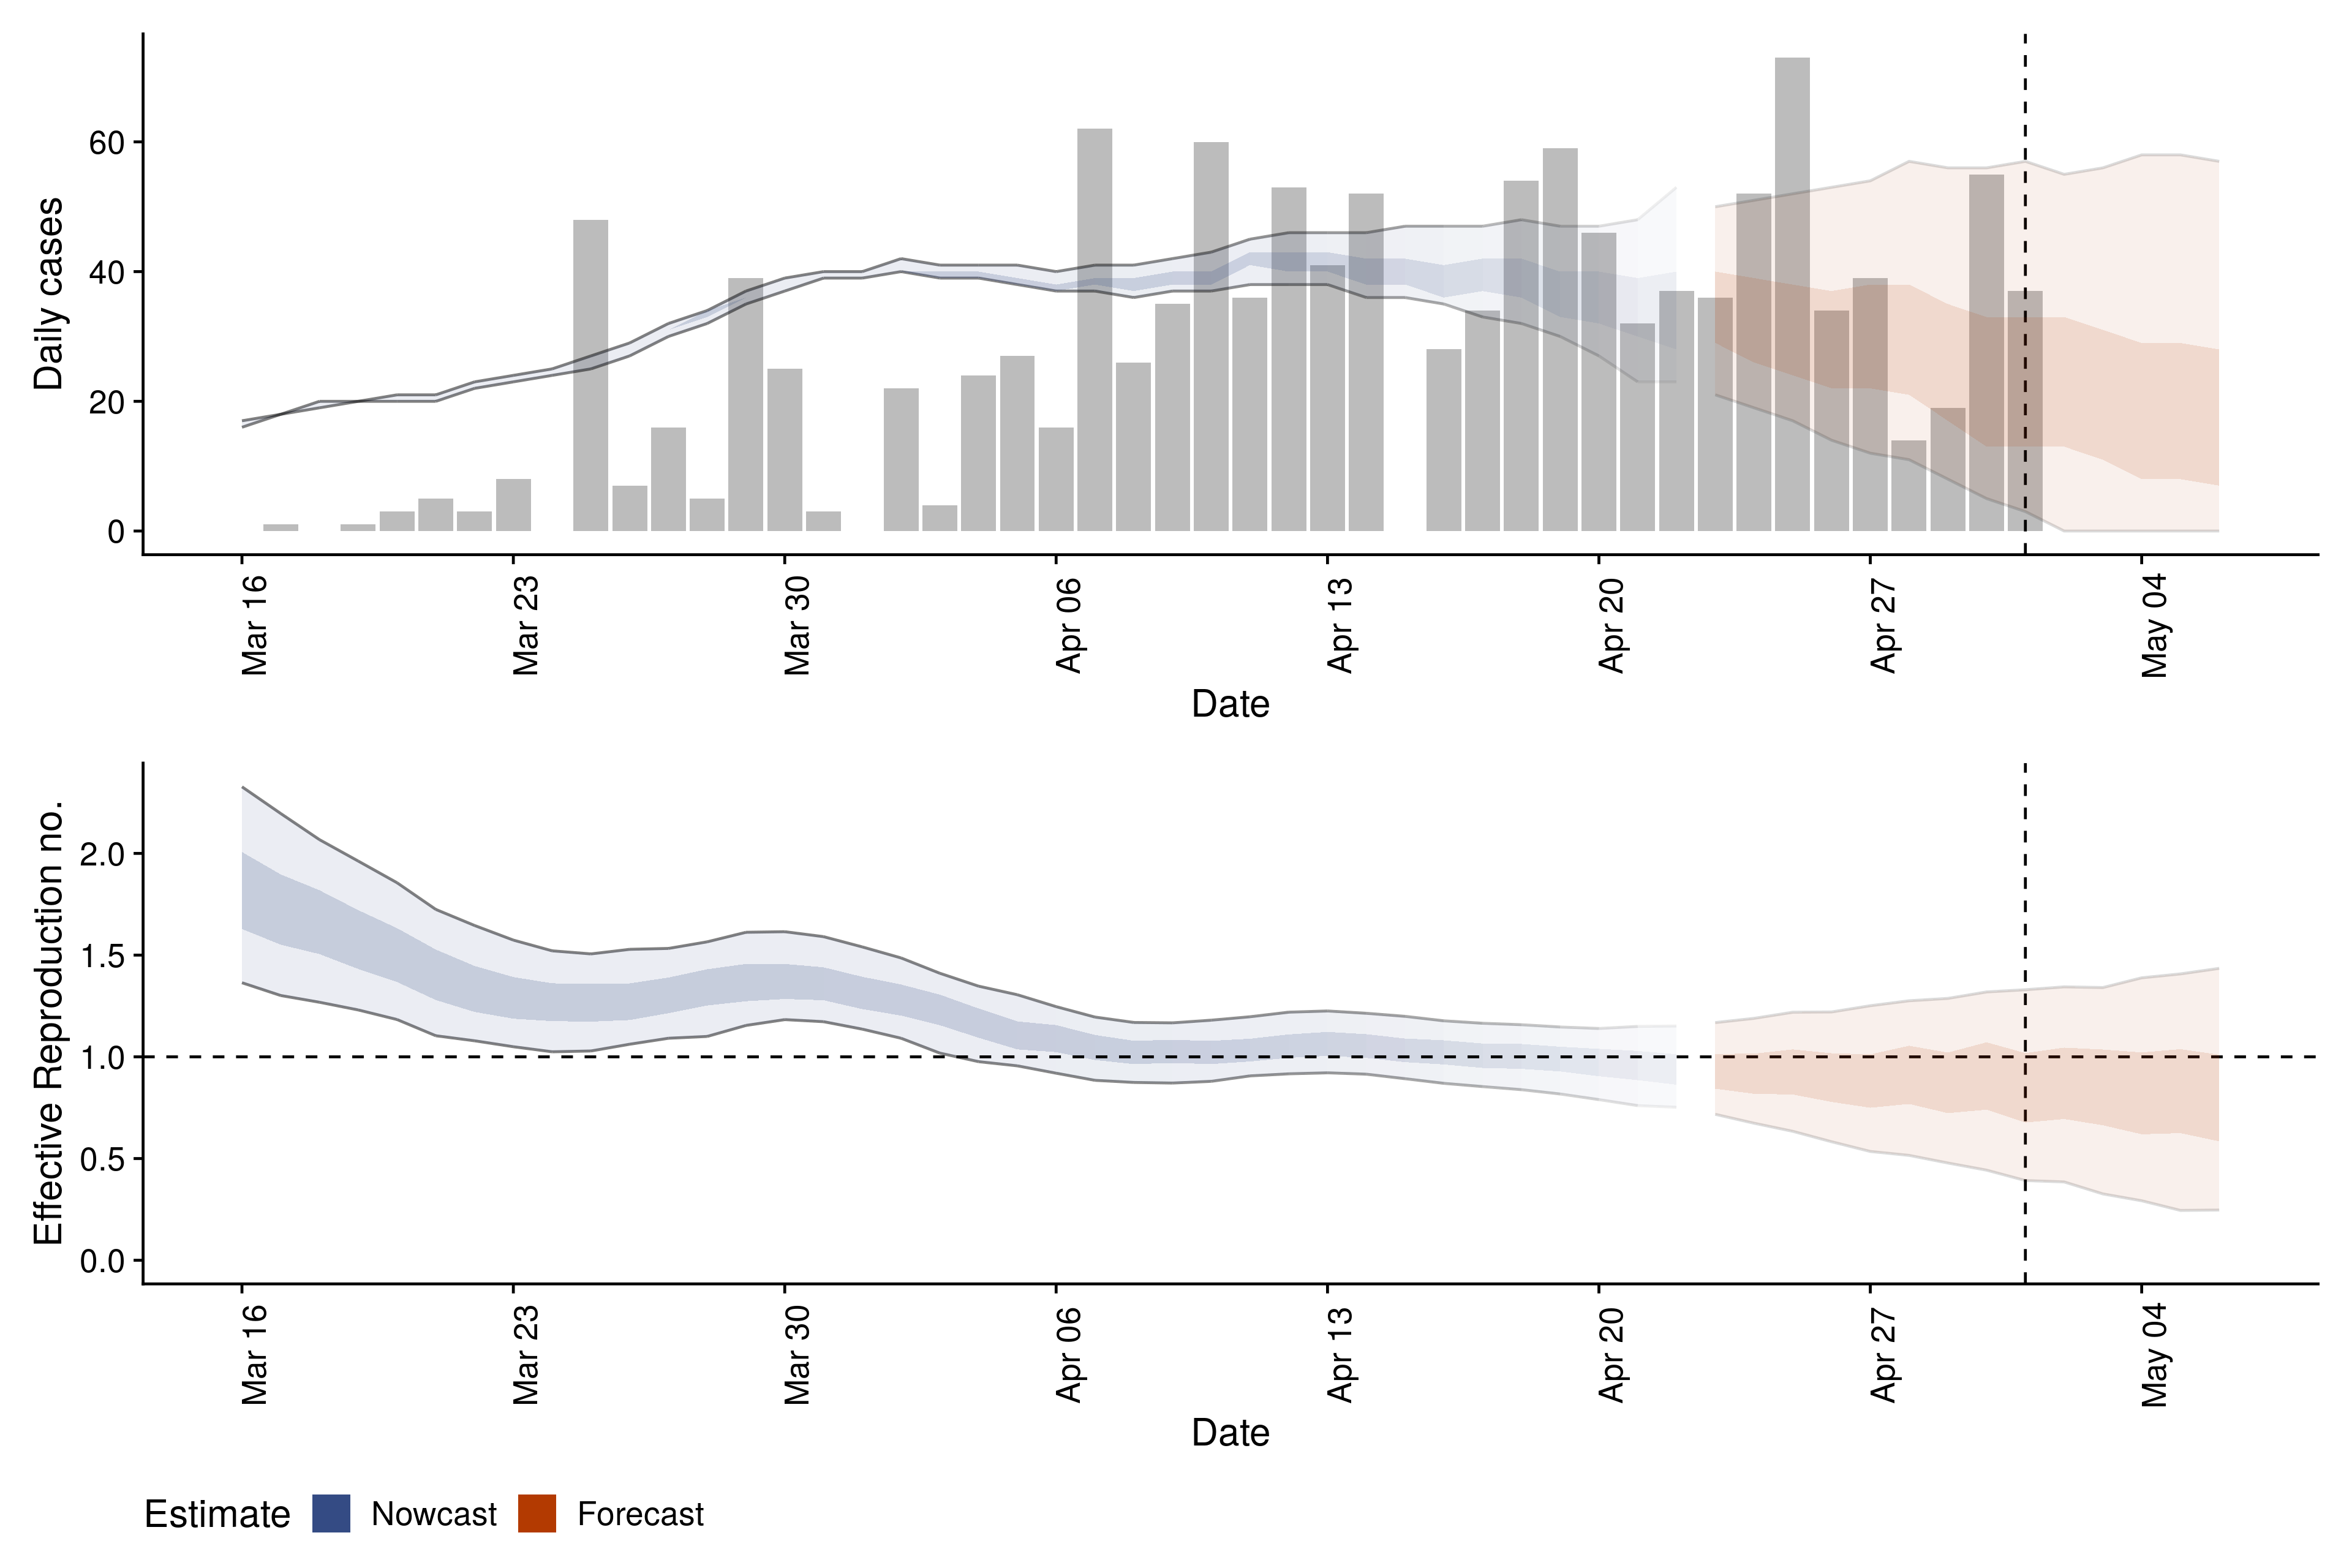 Daily cases
60
40
20
0
Mar 16
Mar 23
Mar 30
Apr 06
Apr 13
Apr 20
Apr 27
May 04
Date
Effective Reproduction no.
2.0
1.5
1.0
0.5
0.0
Mar 16
Mar 23
Mar 30
Apr 06
Apr 13
Apr 20
Apr 27
May 04
Date
Estimate Nowcast Forecast